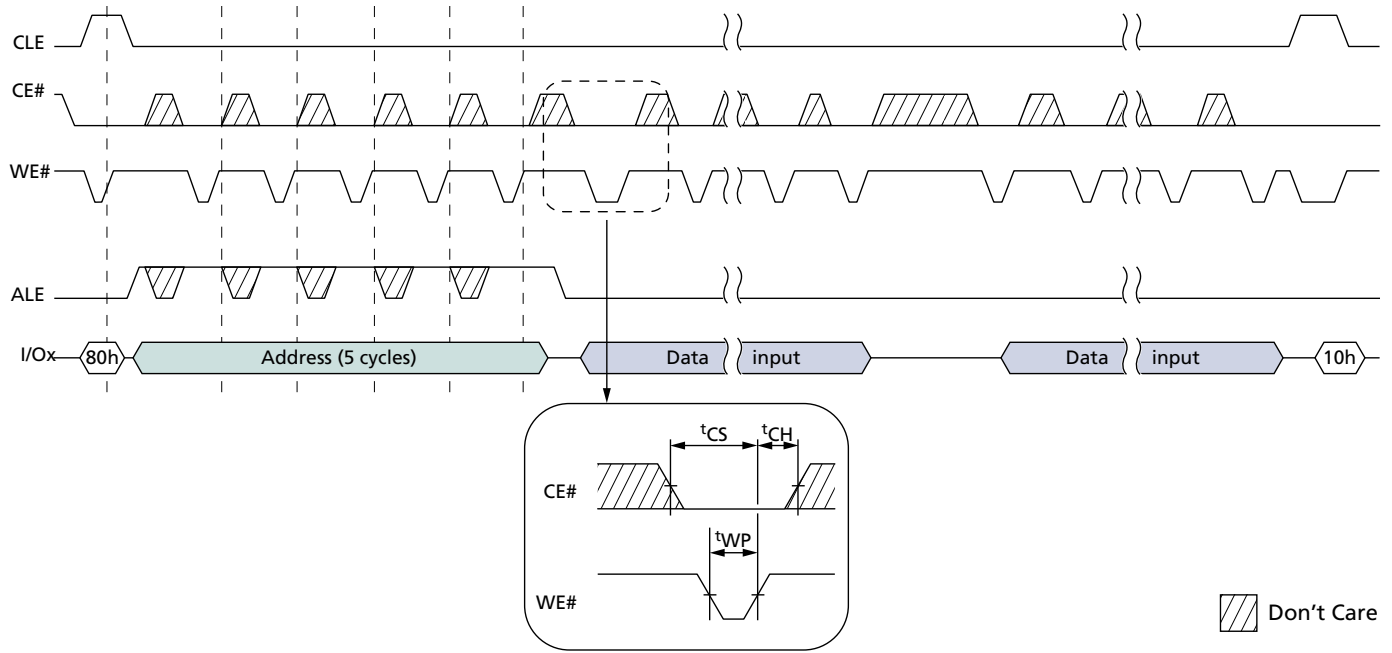 CLE
CE#
WE#
ALE
I/Ox
80h
Address (5 cycles)
Data input
Data input
10h
tCS
tCH
CE#
tWP
WE#
Don't Care